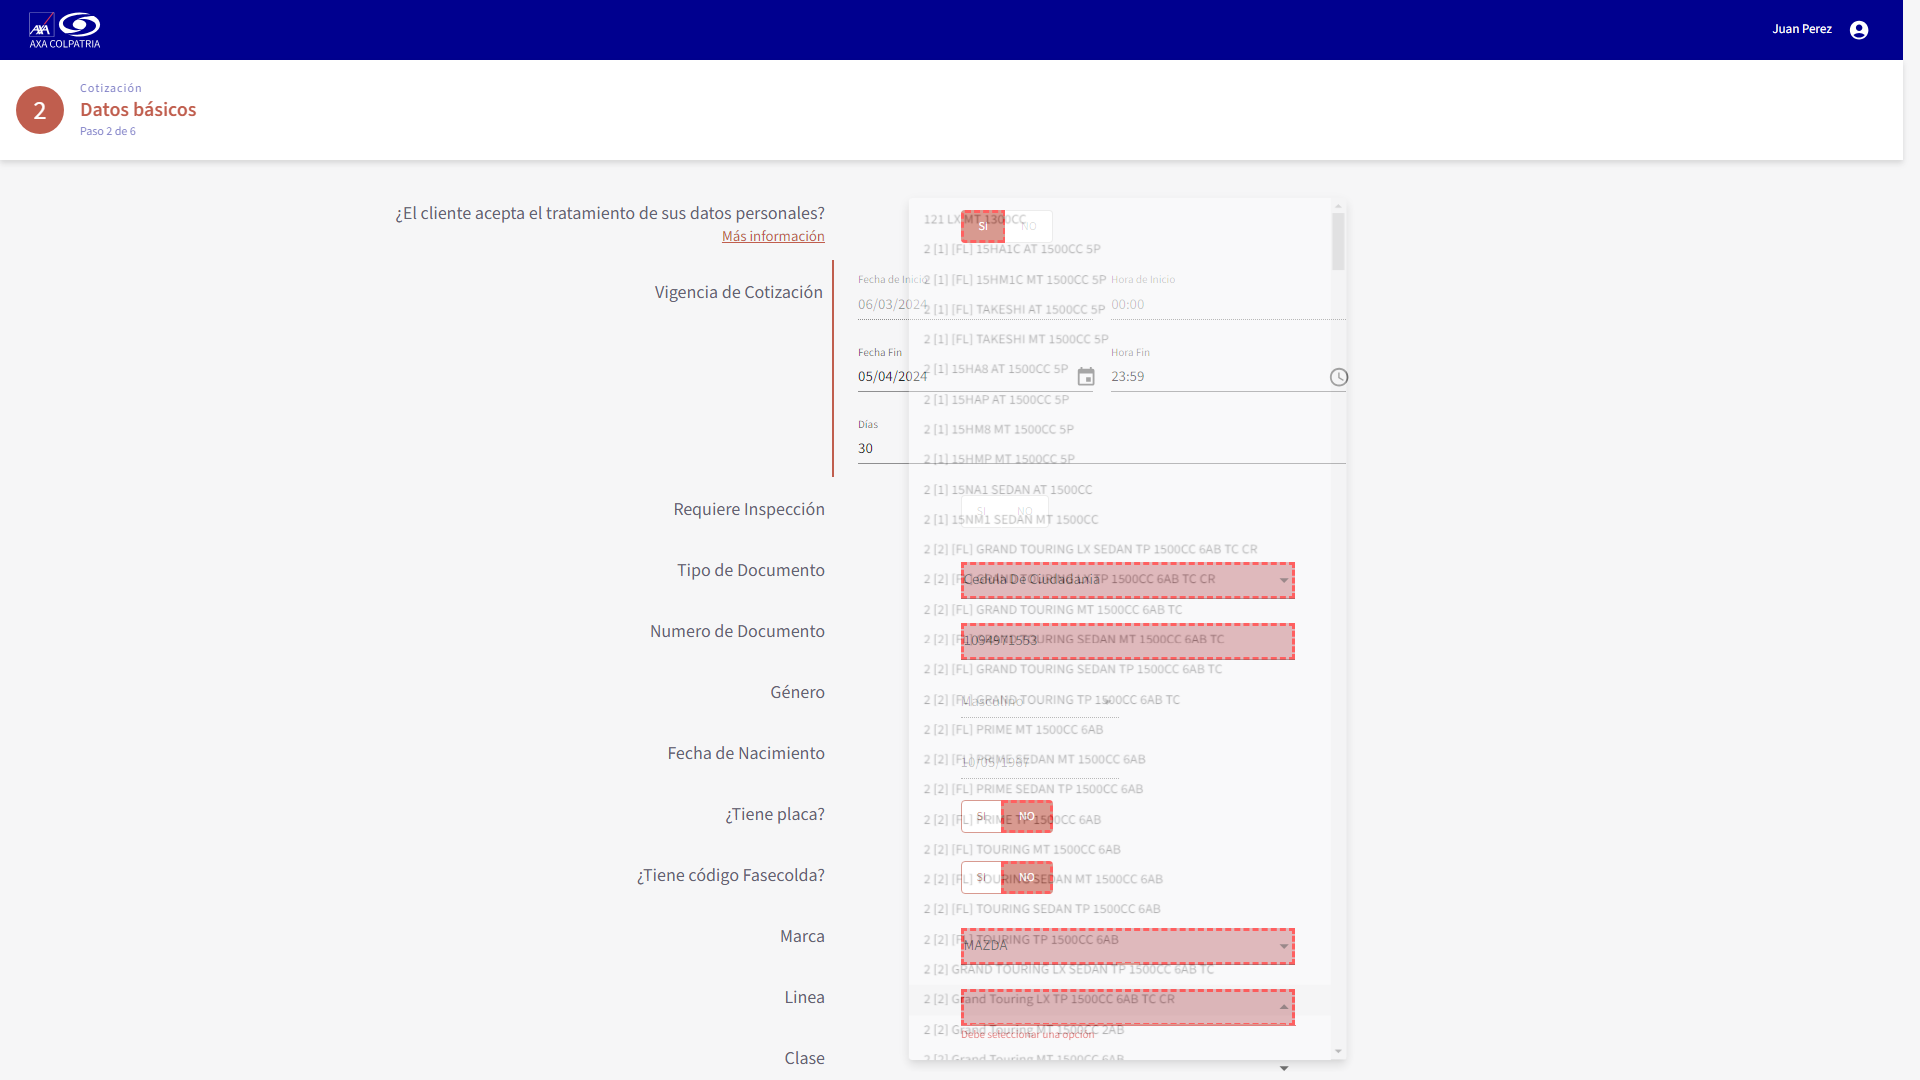 AXA COLPATRIA
Juan Perez
2
Cotización
Datos básicos
Paso 2 de 6
¿El cliente acepta el tratamiento de sus datos personales?
Más información
SI NO
Vigencia de Cotización
Fecha de Inicio
06/03/2024
Hora de Inicio
00:00
Fecha Fin
05/04/2024
Hora Fin
23:59
Días
30
Requiere Inspección
SI NO
Tipo de Documento
Cedula De Ciudadania
Numero de Documento
1094971553
Género
Masculino
Fecha de Nacimiento
¿Tiene placa?
SI NO
¿Tiene código Fasecolda?
SI NO
Marca
MAZDA
Linea
Debe seleccionar una opción
Clase
121 LX MT 1300CC
2 [1] [FL] 15HA1C AT 1500CC 5P
2 [1] [FL] 15HM1C MT 1500CC 5P
2 [1] [FL] TAKESHI AT 1500CC 5P
2 [1] [FL] TAKESHI MT 1500CC 5P
2 [1] 15HA8 AT 1500CC 5P
2 [1] 15HAP AT 1500CC 5P
2 [1] 15HM8 MT 1500CC 5P
2 [1] 15HMP MT 1500CC 5P
2 [1] 15NA1 SEDAN AT 1500CC
2 [1] 15NM1 SEDAN MT 1500CC
2 [2] [FL] GRAND TOURING LX SEDAN TP 1500CC 6AB TC CR
2 [2] [FL] GRAND TOURING LX TP 1500CC 6AB TC CR
2 [2] [FL] GRAND TOURING MT 1500CC 6AB TC
2 [2] [FL] GRAND TOURING SEDAN MT 1500CC 6AB TC
2 [2] [FL] GRAND TOURING SEDAN TP 1500CC 6AB TC
2 [2] [FL] GRAND TOURING TP 1500CC 6AB TC
2 [2] [FL] PRIME MT 1500CC 6AB
2 [2] [FL] PRIME SEDAN MT 1500CC 6AB
2 [2] [FL] PRIME SEDAN TP 1500CC 6AB
2 [2] [FL] PRIME TP 1500CC 6AB
2 [2] [FL] TOURING MT 1500CC 6AB
2 [2] [FL] TOURING SEDAN MT 1500CC 6AB
2 [2] [FL] TOURING SEDAN TP 1500CC 6AB
2 [2] [FL] TOURING TP 1500CC 6AB
2 [2] GRAND TOURING LX SEDAN TP 1500CC 6AB TC
2 [2] Grand Touring LX TP 1500CC 6AB TC CR
2 [2] Grand Touring MT 1500CC 2AB
2 [2] Grand Touring MT 1500CC 6AB